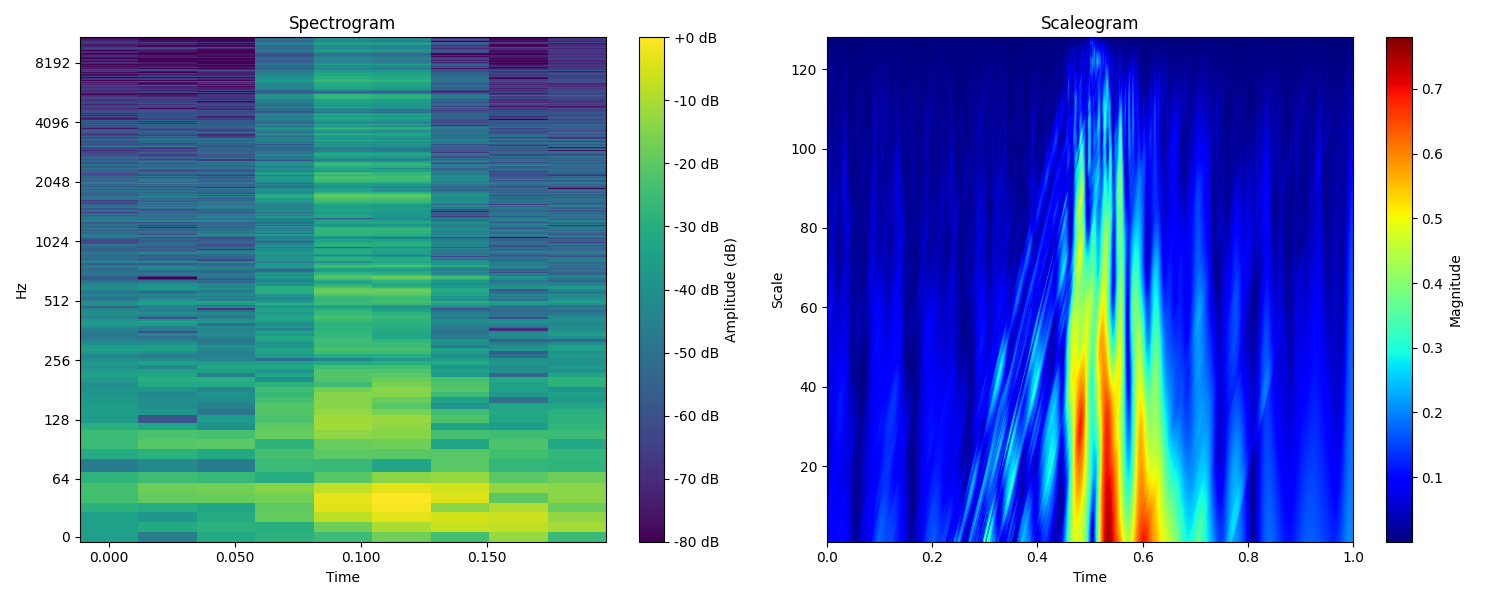 Spectrogram
Hz
8192
4096
2048
1024
512
256
128
64
0
0.000 0.050 0.100 0.150
Time
+0 dB
-10 dB
-20 dB
-30 dB
-40 dB
-50 dB
-60 dB
-70 dB
-80 dB
Amplitude (dB)
Scaleogram
Scale
120
100
80
60
40
20
0.0 0.2 0.4 0.6 0.8 1.0
Time
0.7
0.6
0.5
0.4
0.3
0.2
0.1
Magnitude